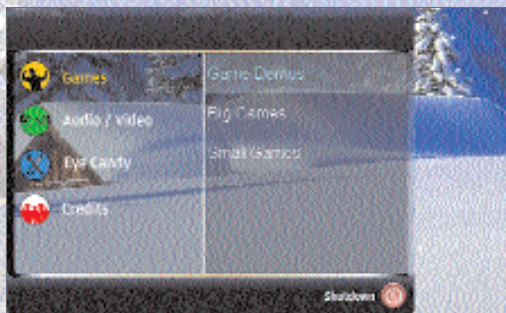 Games
Audio / Video
Eye Candy
Credits
Game Demos
Big Games
Small Games
Shutdown